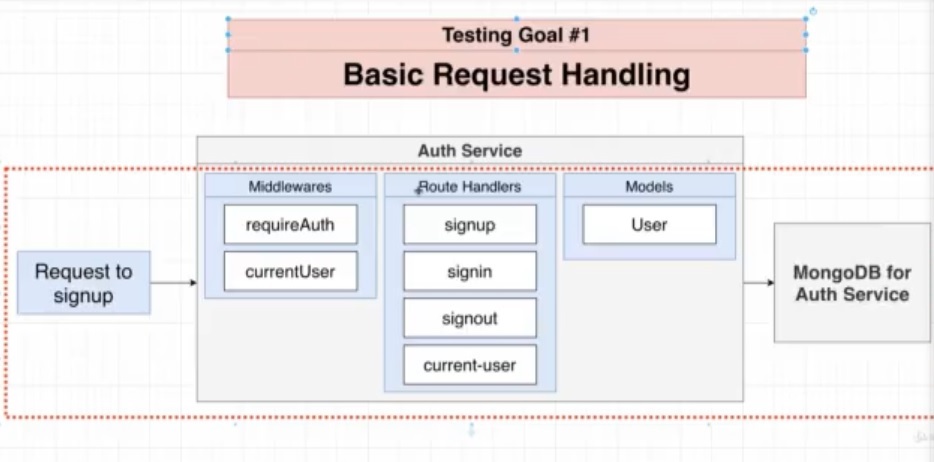 Testing Goal #1
Basic Request Handling
Auth Service
Middlewares
requireAuth
currentUser
Route Handlers
signup
signin
signout
current-user
Models
User
Request to
signup
MongoDB for
Auth Service